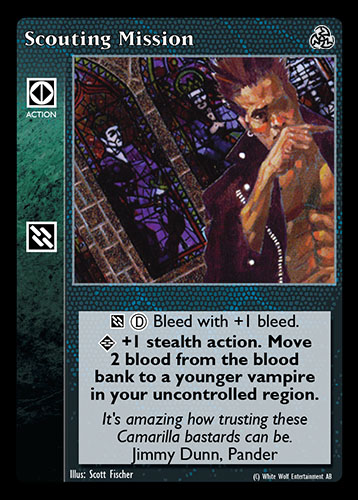 Scouting Mission
ACTION
D Bleed with +1 bleed.
+1 stealth action. Move
2 blood from the blood
bank to a younger vampire
in your uncontrolled region.
It's amazing how trusting these
Camarilla bastards can be.
Jimmy Dunn, Pander
Illus: Scott Fischer
(C) White Wolf Entertainment AB